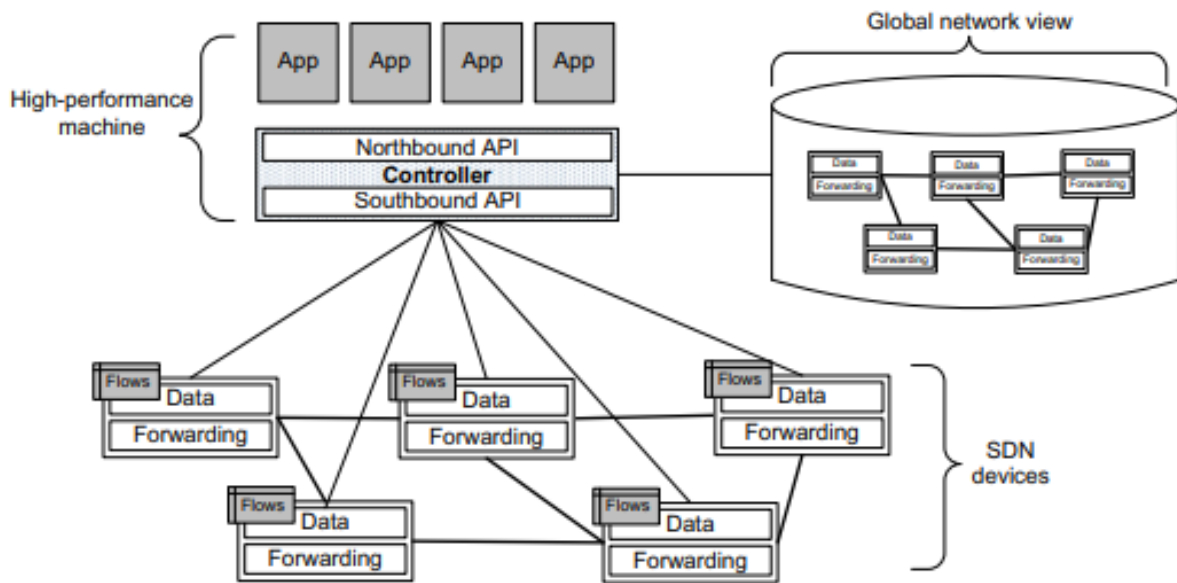 Global network view
App App App App
High-performance
machine
Northbound API
Controller
Southbound API
Data
Forwarding
Data
Forwarding
Data
Forwarding
Data
Forwarding
Data
Forwarding
Flows
Data
Forwarding
Flows
Data
Forwarding
Flows
Data
Forwarding
Flows
Data
Forwarding
Flows
Data
Forwarding
SDN
devices